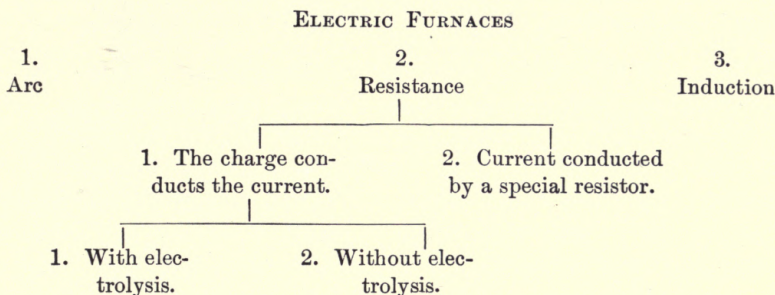 ELECTRIC FURNACES
1. 2. 3.
Arc Resistance Induction
1. The charge con- 2. Current conducted
ducts the current. by a special resistor.
1. With elec- 2. Without elec-
trolysis. trolysis.